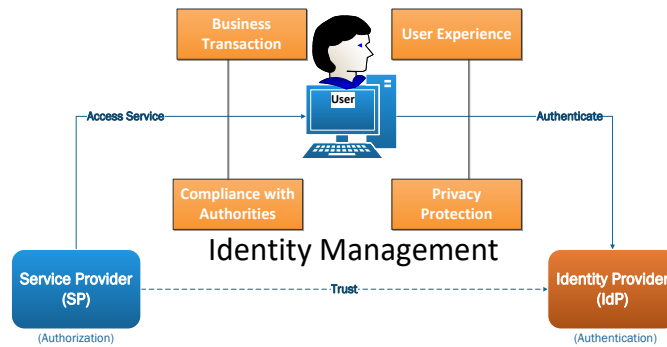 Business
Transaction
User Experience
User
Access Service
Authenticate
Compliance with
Authorities
Privacy
Protection
Identity Management
Service Provider
(SP)
Trust
Identity Provider
(IdP)
(Authorization)
(Authentication)